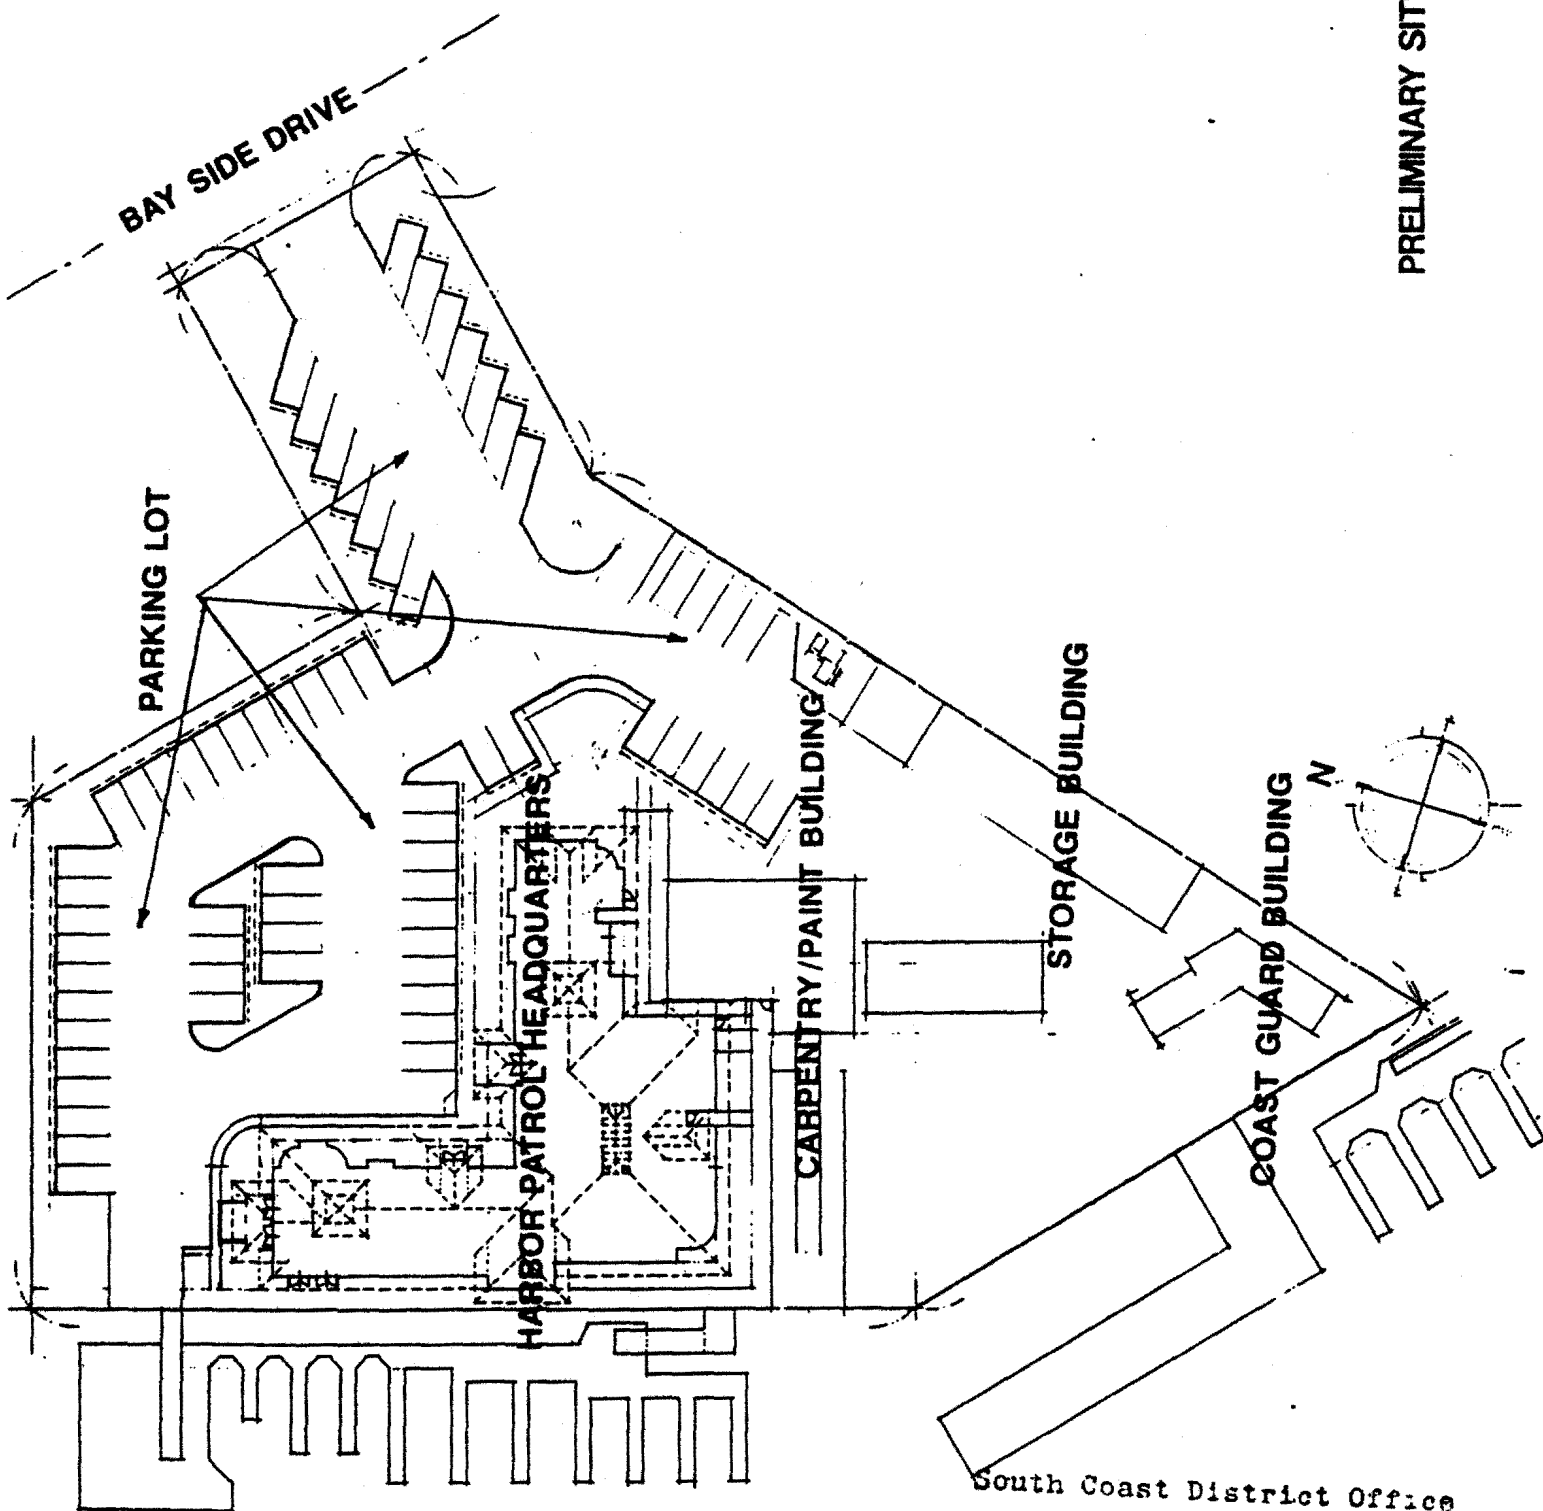 BAY SIDE DRIVE
PRELIMINARY SIT
PARKING LOT
HARBOR PATROL HEADQUARTERS
CARPENTRY/PAINT BUILDING
STORAGE BUILDING
COAST GUARD BUILDING
N
South Coast District Office